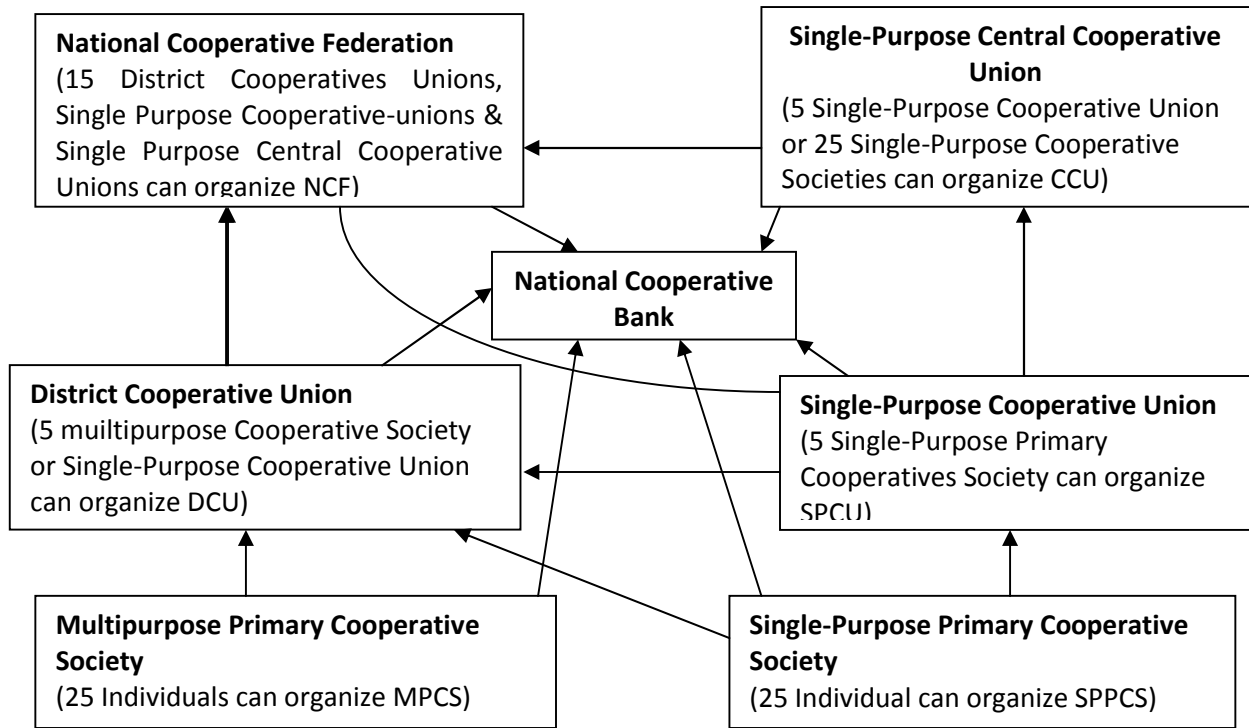 National Cooperative Federation
(15 District Cooperatives Unions,
Single Purpose Cooperative-unions &
Single Purpose Central Cooperative
Unions can organize NCF)
Single-Purpose Central Cooperative
Union
(5 Single-Purpose Cooperative Union
or 25 Single-Purpose Cooperative
Societies can organize CCU)
National Cooperative
Bank
District Cooperative Union
(5 muiltipurpose Cooperative Society
or Single-Purpose Cooperative Union
can organize DCU)
Single-Purpose Cooperative Union
(5 Single-Purpose Primary
Cooperatives Society can organize
SPCU)
Multipurpose Primary Cooperative
Society
(25 Individuals can organize MPCS)
Single-Purpose Primary Cooperative
Society
(25 Individual can organize SPPCS)